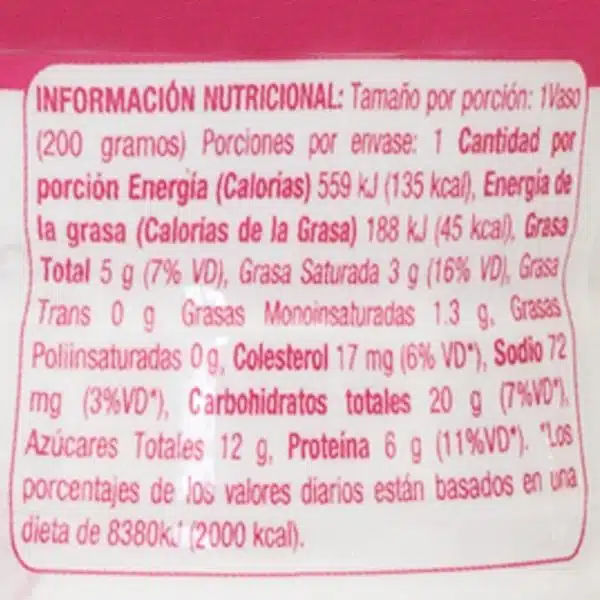 INFORMACIÓN NUTRICIONAL: Tamaño por porción: 1Vaso
(200 gramos) Porciones por envase: 1 Cantidad por
porción Energía (Calorías) 559 kJ (135 kcal), Energía de
la grasa (Calorías de la Grasa) 188 kJ (45 kcal), Grasa
Total 5 g (7% VD), Grasa Saturada 3 g (16% VD), Grasa
Trans 0 g Grasas Monoinsaturadas 1.3 g, Grasas
Poliinsaturadas 0 g, Colesterol 17 mg (6% VD*), Sodio 72
mg (3%VD*), Carbohidratos totales 20 g (7%VD*),
Azúcares Totales 12 g, Proteína 6 g (11%VD*). *Los
porcentajes de los valores diarios están basados en una
dieta de 8380kJ (2000 kcal).